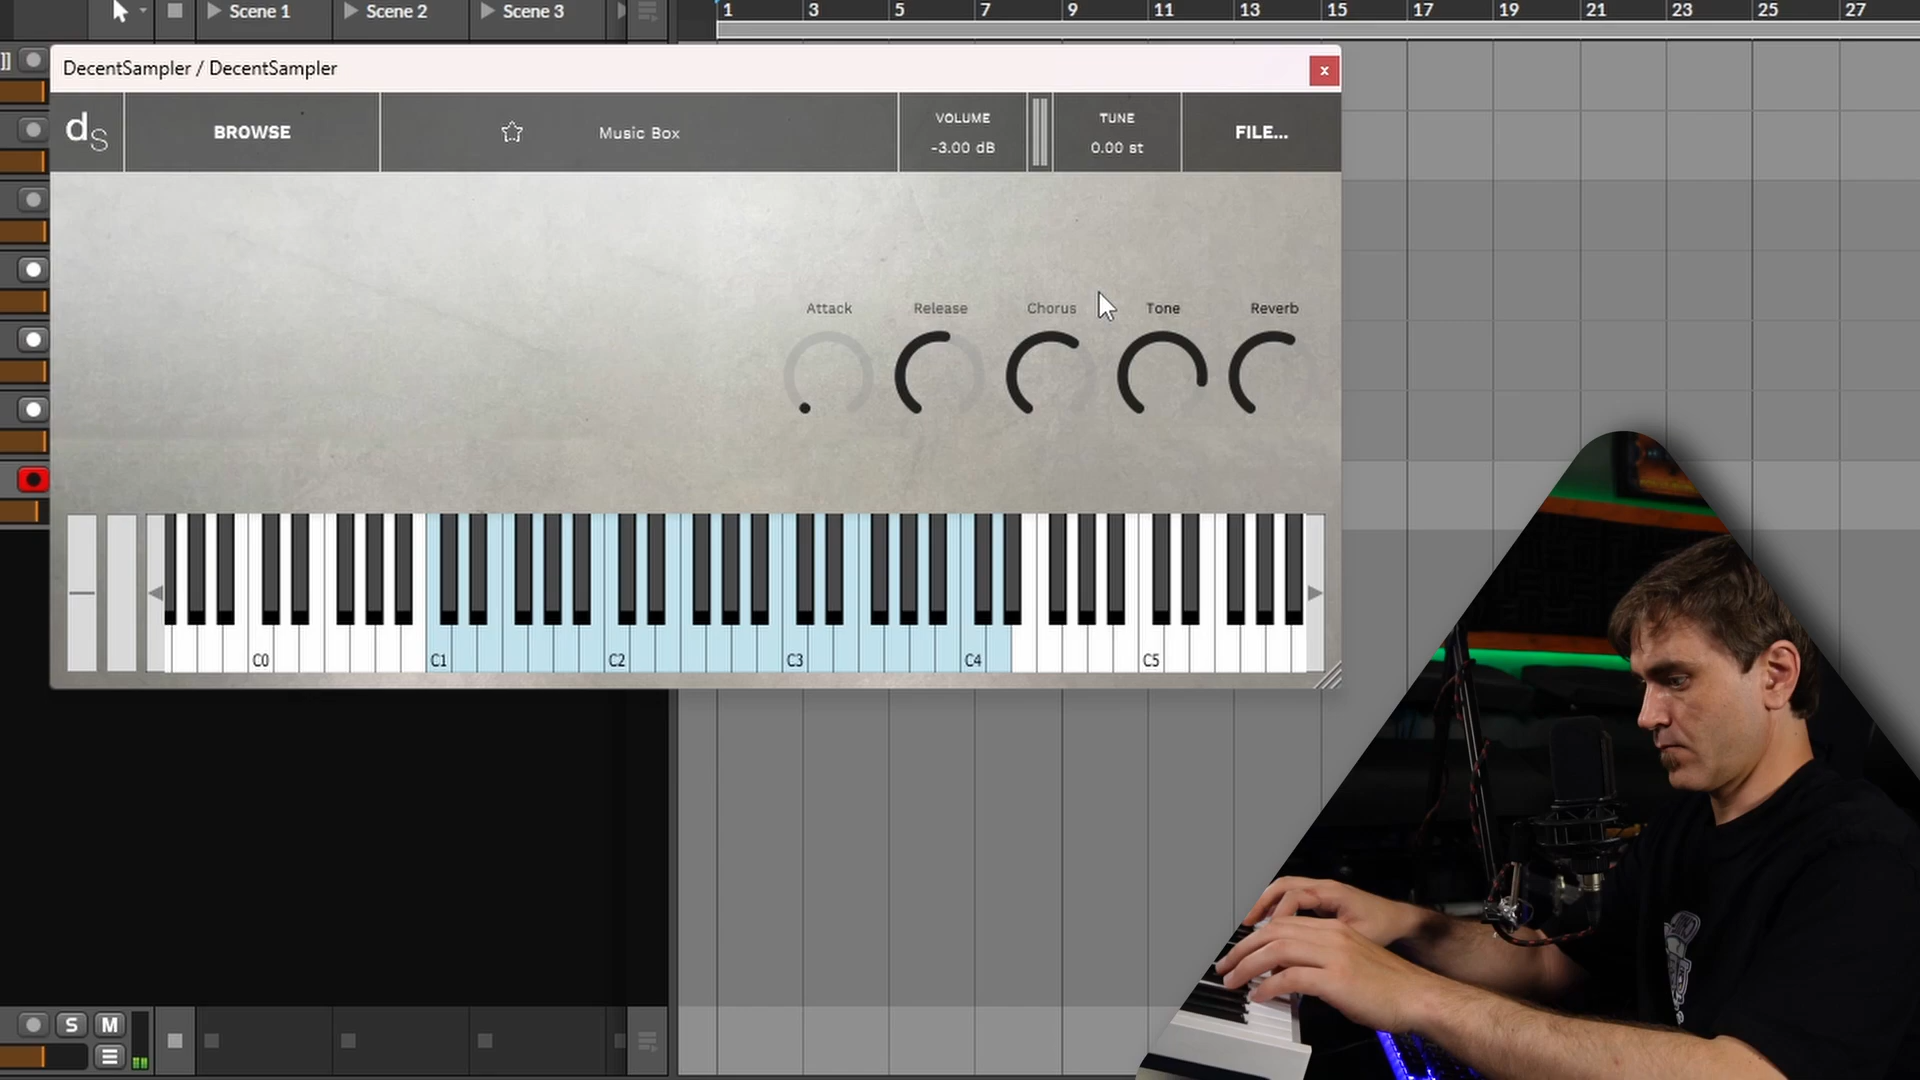 Scene 1
Scene 2
Scene 3
1 3 5 7 9 11 13 15 17 19 21 23 25 27
DecentSampler / DecentSampler
x
ds
BROWSE
Music Box
VOLUME
-3.00 dB
TUNE
0.00 st
FILE...
Attack
Release
Chorus
Tone
Reverb
C0
C1
C2
C3
C4
C5
S
M